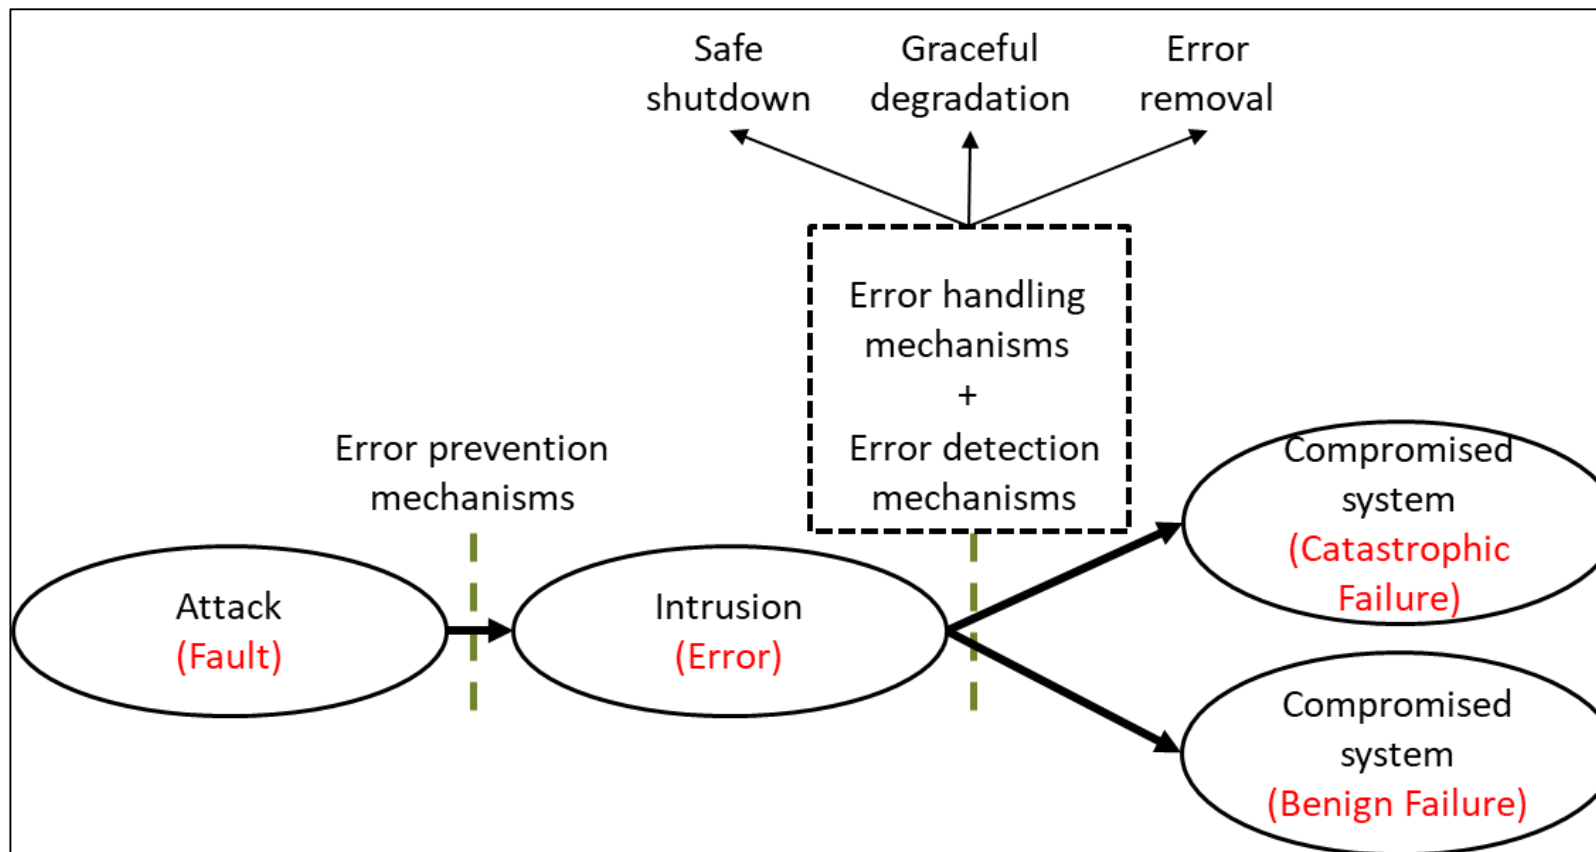 Safe
shutdown
Graceful
degradation
Error
removal
Error handling
mechanisms
+
Error detection
mechanisms
Error prevention
mechanisms
Attack
(Fault)
Intrusion
(Error)
Compromised
system
(Catastrophic
Failure)
Compromised
system
(Benign Failure)